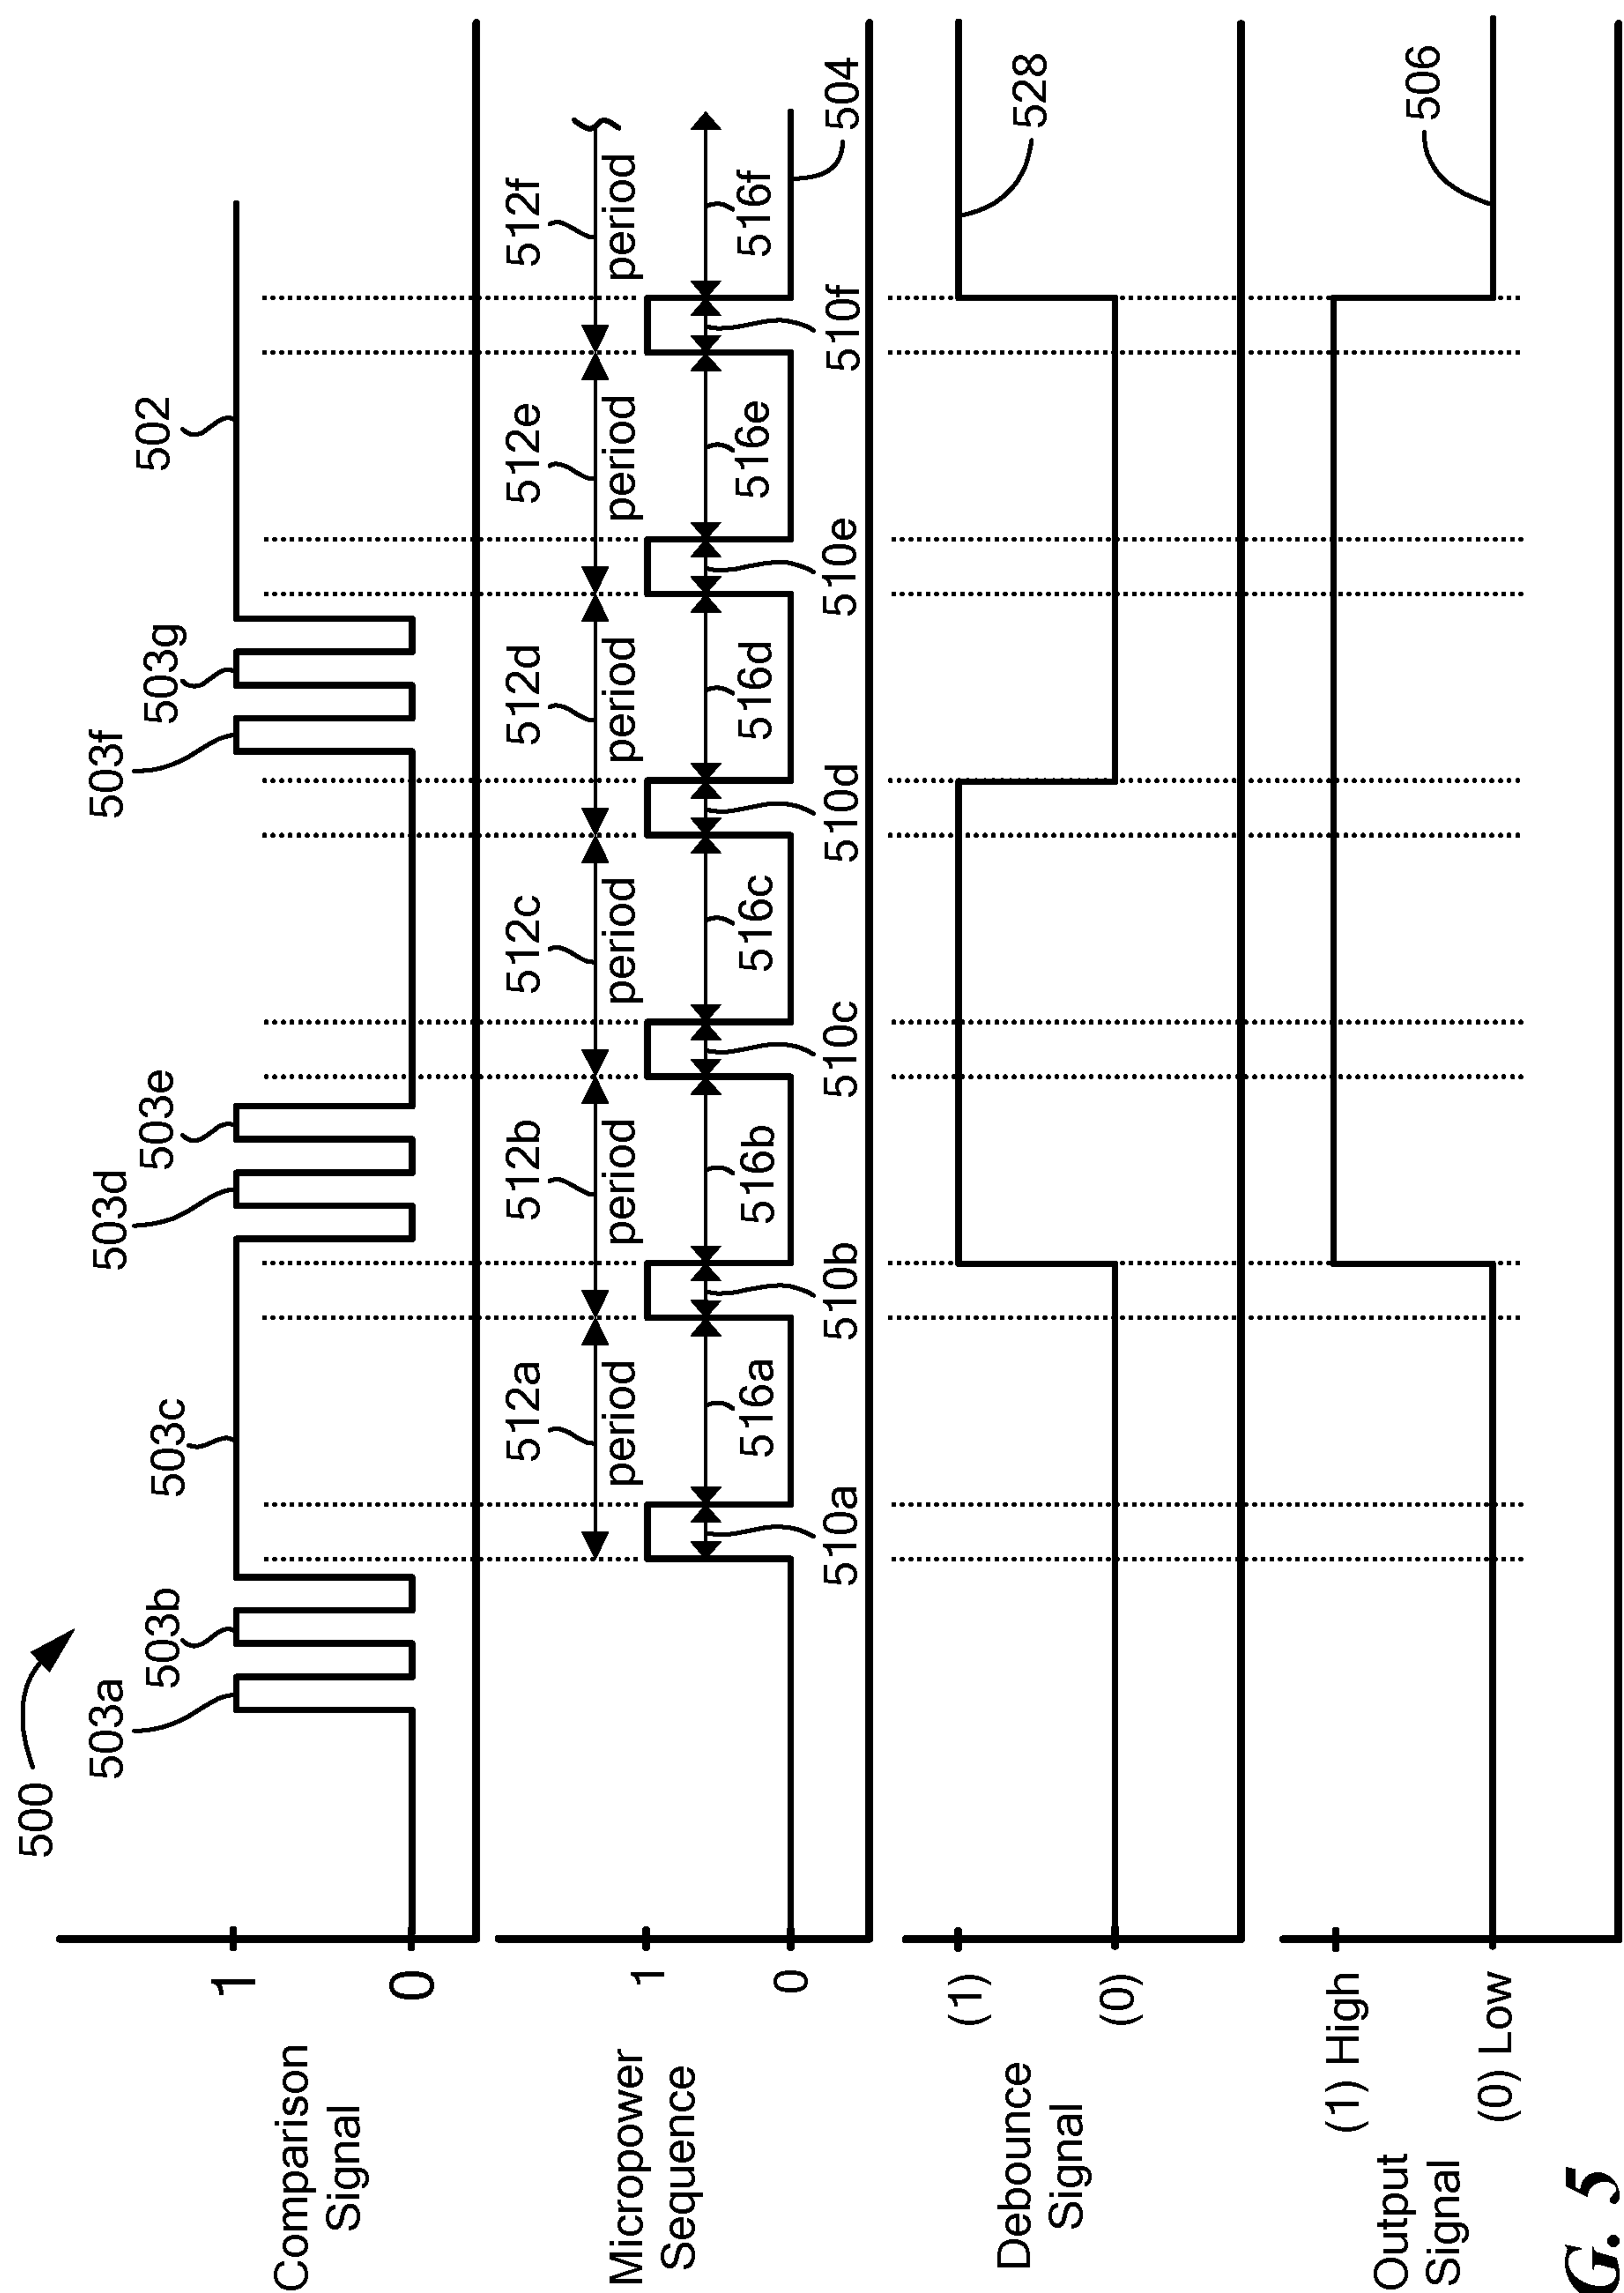 500
503a
503b
503c
503d
503e
503f
503g
502
Comparison
Signal
1
0
512a
512b
512c
512d
512e
512f
period
period
period
period
period
period
Micropower
Sequence
1
0
516a
516b
516c
516d
516e
516f
504
510a
510b
510c
510d
510e
510f
Debounce
Signal
(1)
(0)
528
Output
Signal
(1) High
(0) Low
506
G. 5